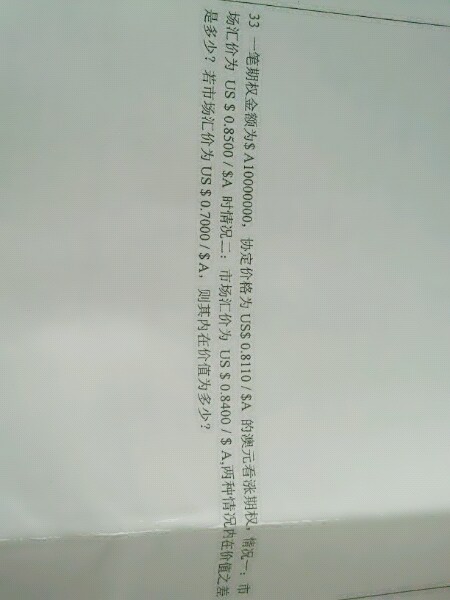 33 一笔期权金额为$ A10000000，协定价格为 US$ 0.8110 / $A 的澳元看涨期权，情况一：市
场汇价为 US $ 0.8500 / $A 时情况二：市场汇价为 US $ 0.8400 / $ A,两种情况内在价值之差
是多少？若市场汇价为 US $ 0.7000 / $ A，则其内在价值为多少？